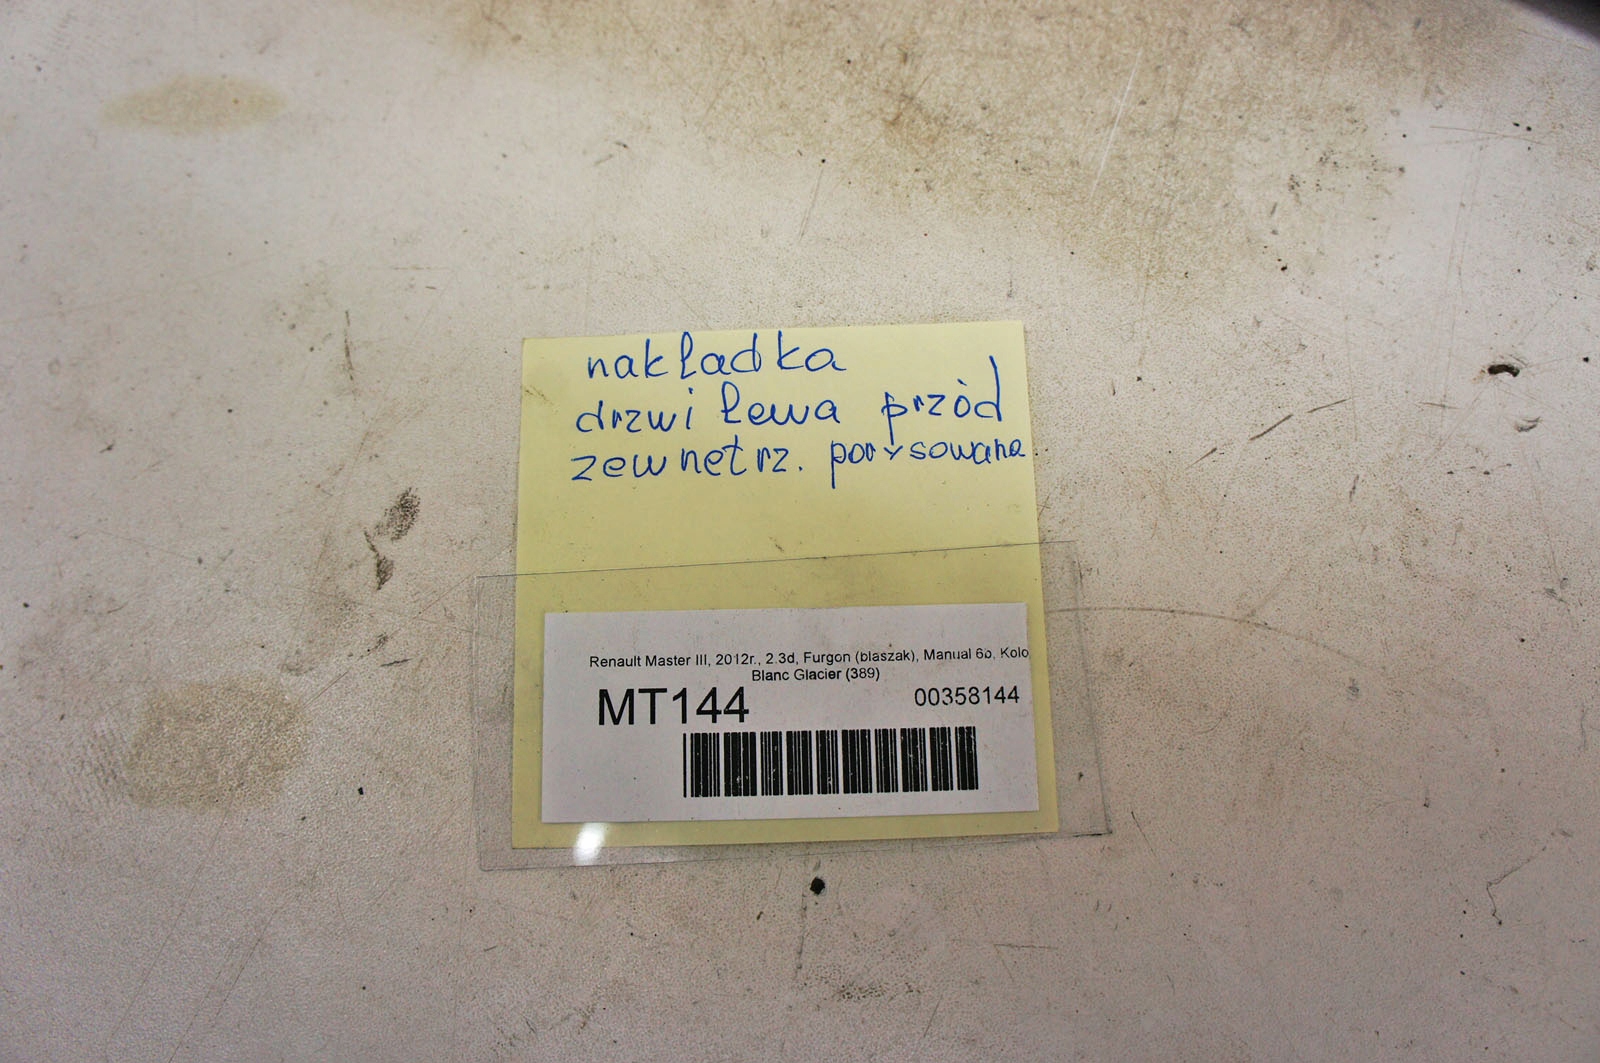 nakładka
drzwi lewa przód
zewnetrz. porysowana
Renault Master III, 2012r., 2.3d, Furgon (blaszak), Manual 6b, Kolo
Blanc Glacier (389)
MT144
00358144